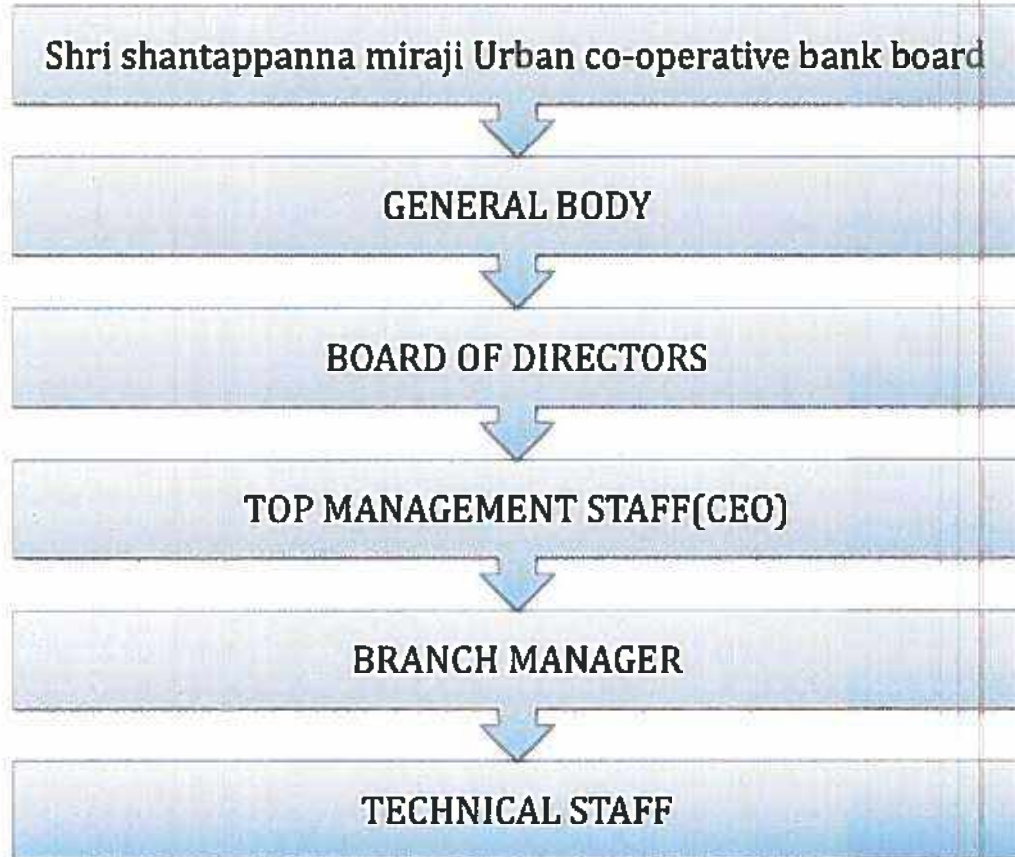 Shri shantappanna miraji Urban co-operative bank board
GENERAL BODY
BOARD OF DIRECTORS
TOP MANAGEMENT STAFF(CEO)
BRANCH MANAGER
TECHNICAL STAFF